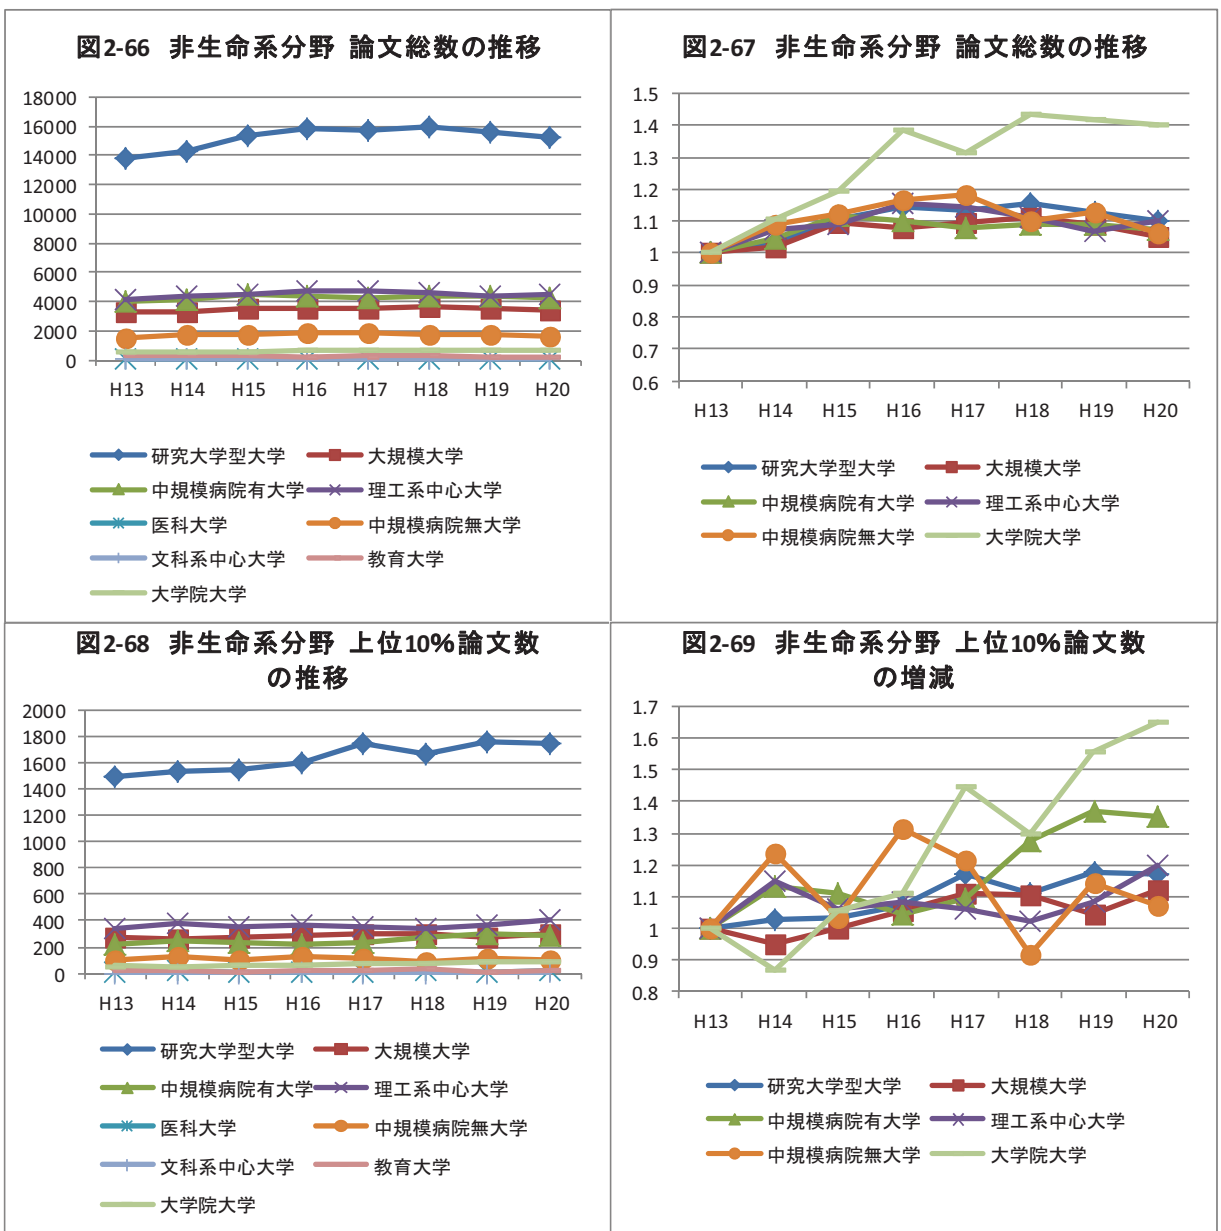 図2-66 非生命系分野 論文総数の推移
18000
16000
14000
12000
10000
8000
6000
4000
2000
0
H13 H14 H15 H16 H17 H18 H19 H20
研究大学型大学 大規模大学
中規模病院有大学 理工系中心大学
医科大学 中規模病院無大学
文科系中心大学 教育大学
大学院大学
図2-67 非生命系分野 論文総数の推移
1.5
1.4
1.3
1.2
1.1
1
0.9
0.8
0.7
0.6
H13 H14 H15 H16 H17 H18 H19 H20
研究大学型大学 大規模大学
中規模病院有大学 理工系中心大学
中規模病院無大学 大学院大学
図2-68 非生命系分野 上位10%論文数
の推移
2000
1800
1600
1400
1200
1000
800
600
400
200
0
H13 H14 H15 H16 H17 H18 H19 H20
研究大学型大学 大規模大学
中規模病院有大学 理工系中心大学
医科大学 中規模病院無大学
文科系中心大学 教育大学
大学院大学
図2-69 非生命系分野 上位10%論文数
の増減
1.7
1.6
1.5
1.4
1.3
1.2
1.1
1
0.9
0.8
H13 H14 H15 H16 H17 H18 H19 H20
研究大学型大学 大規模大学
中規模病院有大学 理工系中心大学
中規模病院無大学 大学院大学